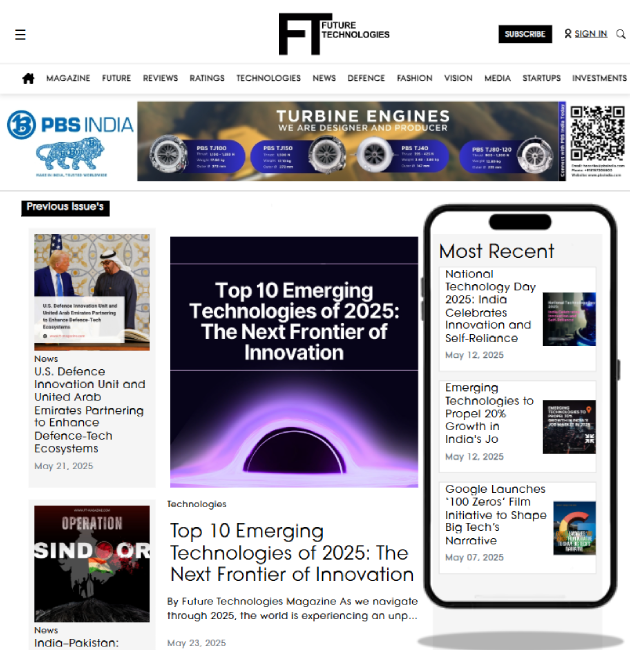 FT FUTURE
TECHNOLOGIES
SUBSCRIBE
SIGN IN
MAGAZINE FUTURE REVIEWS RATINGS TECHNOLOGIES NEWS DEFENCE FASHION VISION MEDIA STARTUPS INVESTMENTS
PBS INDIA
TURBINE ENGINES
WE ARE DESIGNER AND PRODUCER
PBS TJ100
PBS TJ150
PBS TJ40
PBS TJ80-120
Previous Issue's
U.S. Defence Innovation Unit and
United Arab Emirates Partnering
to Enhance Defence-Tech
Ecosystems
News
U.S. Defence
Innovation Unit and
United Arab
Emirates Partnering
to Enhance
Defence-Tech
Ecosystems
May 21, 2025
OPERATION
SINDOOR
News
India–Pakistan:
Top 10 Emerging
Technologies of 2025:
The Next Frontier of
Innovation
Technologies
Top 10 Emerging
Technologies of 2025: The
Next Frontier of Innovation
By Future Technologies Magazine As we navigate
through 2025, the world is experiencing an unp...
May 23, 2025
Most Recent
National
Technology Day
2025: India
Celebrates
Innovation and
Self-Reliance
May 12, 2025
Emerging
Technologies to
Propel 20%
Growth in
India's Jo
May 12, 2025
Google Launches
'100 Zeros' Film
Initiative to Shape
Big Tech's
Narrative
May 07, 2025